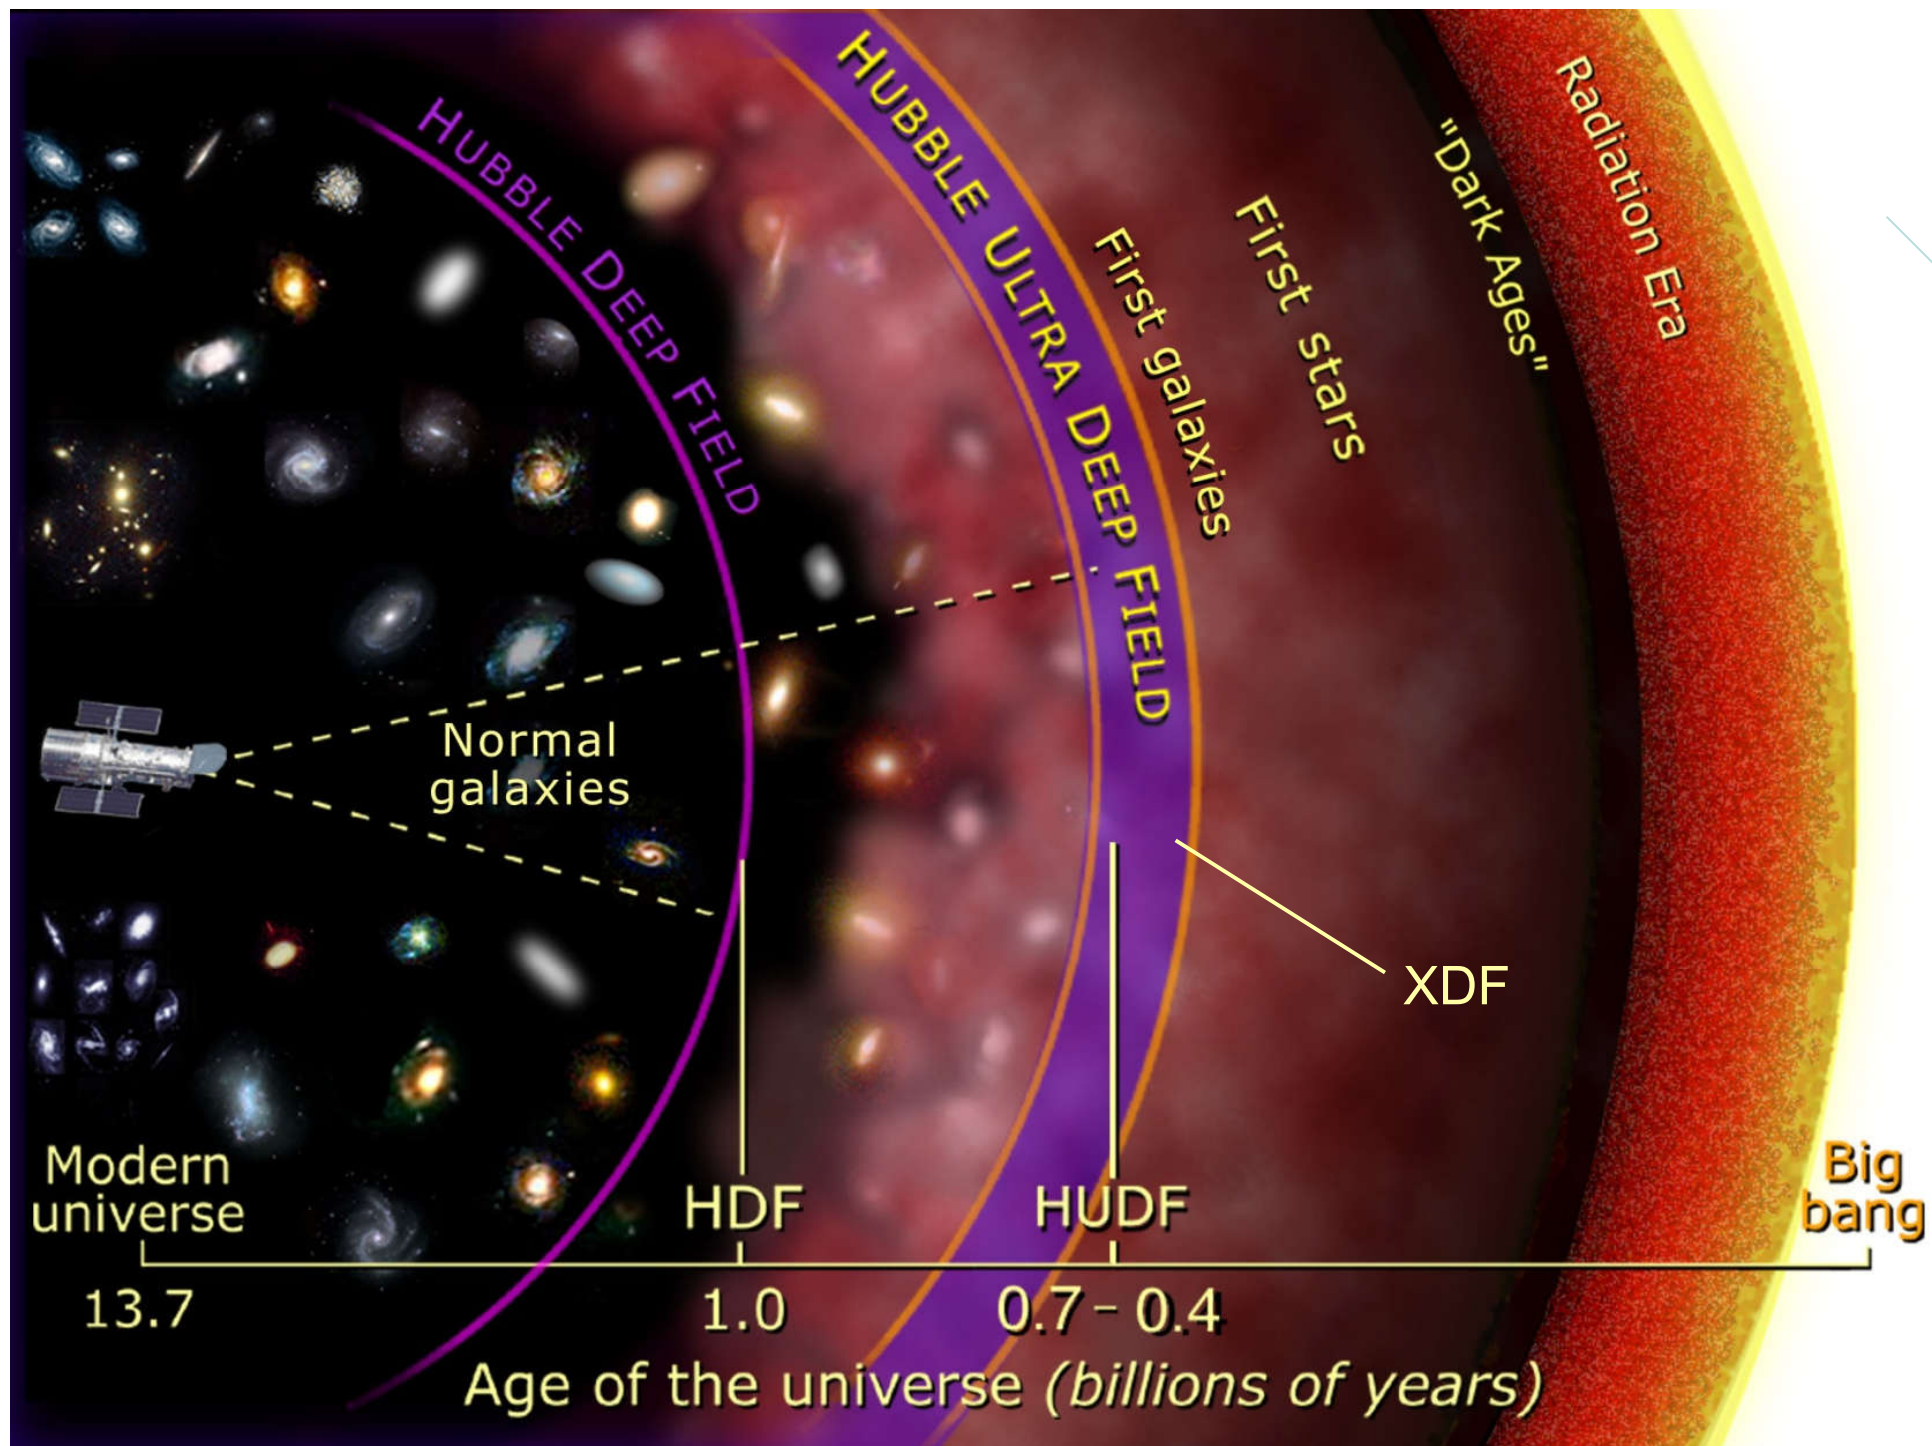 HUBBLE DEEP FIELD
HUBBLE ULTRA DEEP FIELD
First galaxies
First stars
"Dark Ages"
Radiation Era
Normal
galaxies
XDF
Modern
universe
HDF
HUDF
Big
bang
13.7
1.0
0.7 - 0.4
Age of the universe (billions of years)